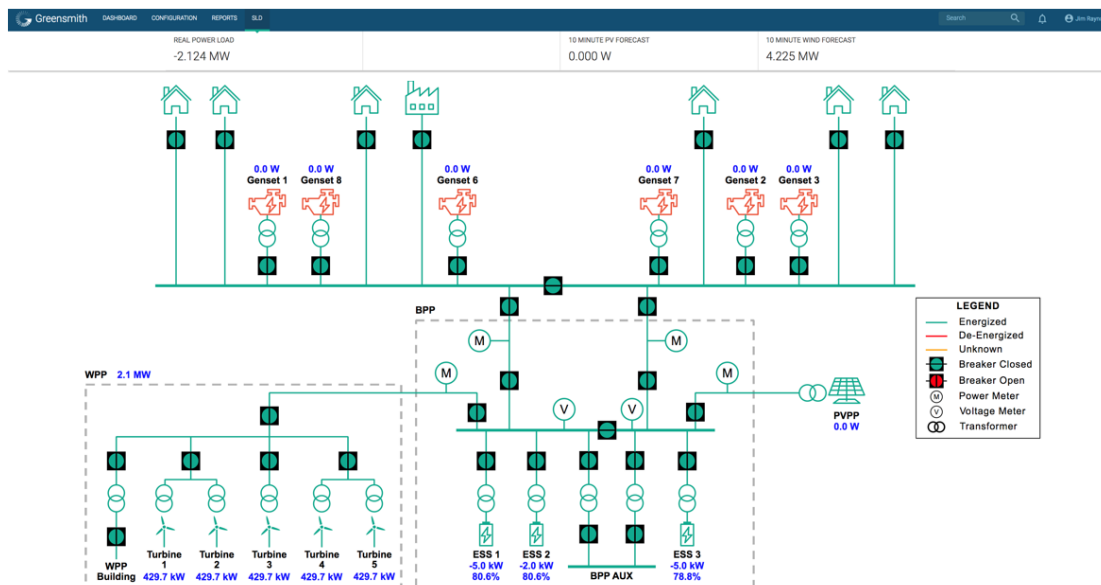 Greensmith DASHBOARD CONFIGURATION REPORTS SLD Search
REAL POWER LOAD 10 MINUTE PV FORECAST 10 MINUTE WIND FORECAST
-2.124 MW 0.000 W 4.225 MW
0.0 W 0.0 W 0.0 W 0.0 W 0.0 W 0.0 W
Genset 1 Genset 8 Genset 6 Genset 7 Genset 2 Genset 3
BPP
LEGEND
Energized
De-Energized
Unknown
Breaker Closed
Breaker Open
M Power Meter
V Voltage Meter
Transformer
M M
WPP 2.1 MW M M
V V
PVPP
0.0 W
WPP
Building
Turbine
1
429.7 kW
Turbine
2
429.7 kW
Turbine
3
429.7 kW
Turbine
4
429.7 kW
Turbine
5
429.7 kW
ESS 1
-5.0 kW
80.6%
ESS 2
-2.0 kW
80.6%
BPP AUX
ESS 3
-5.0 kW
78.8%